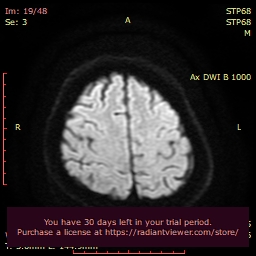 Im: 19/48
Se: 3
A
STP68
STP68
M
Ax DWI B 1000
R
L
You have 30 days left in your trial period.
Purchase a license at https://radiantviewer.com/store/